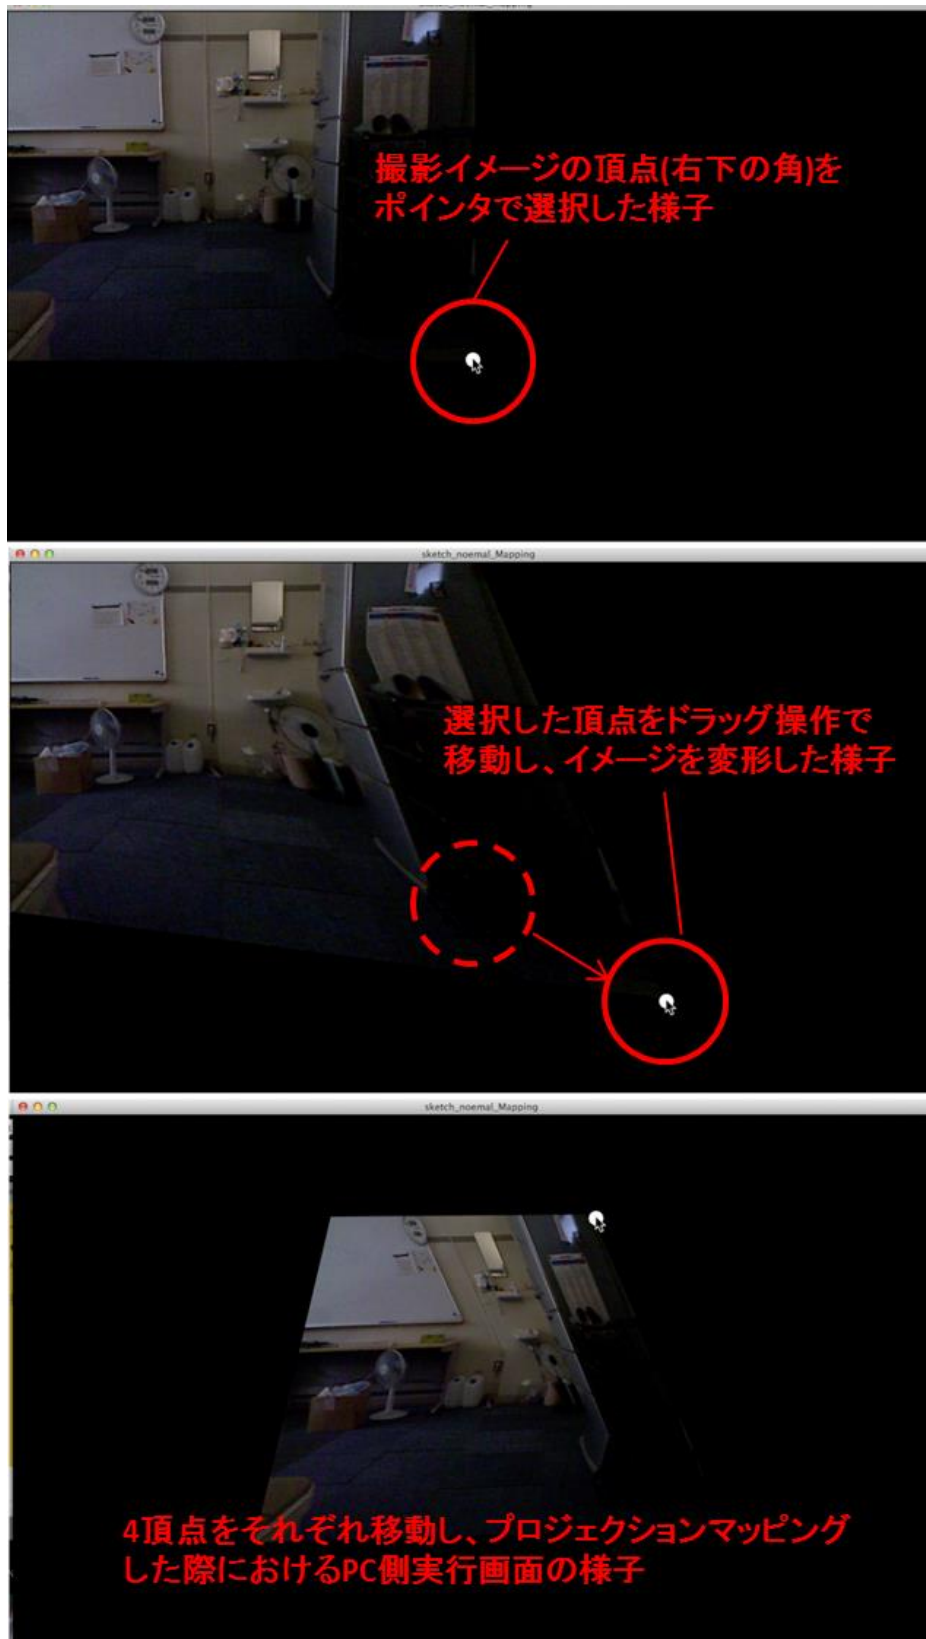 撮影イメージの頂点(右下の角)を
ポインタで選択した様子
sketch_noemal_Mapping
選択した頂点をドラッグ操作で
移動し、イメージを変形した様子
sketch_noemal_Mapping
4頂点をそれぞれ移動し、プロジェクションマッピング
した際におけるPC側実行画面の様子